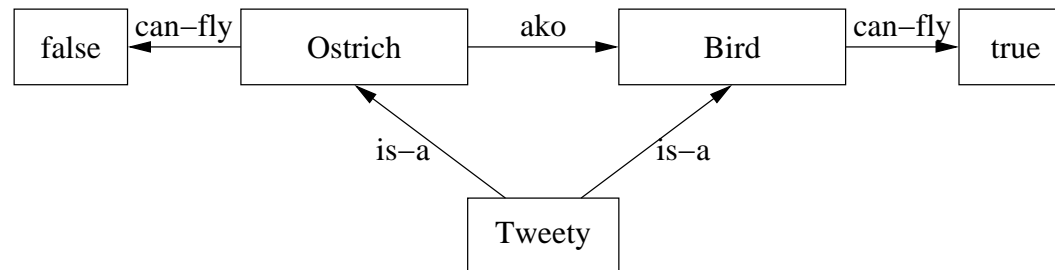 can−fly ako can−fly
false Ostrich Bird true
is−a is−a
Tweety